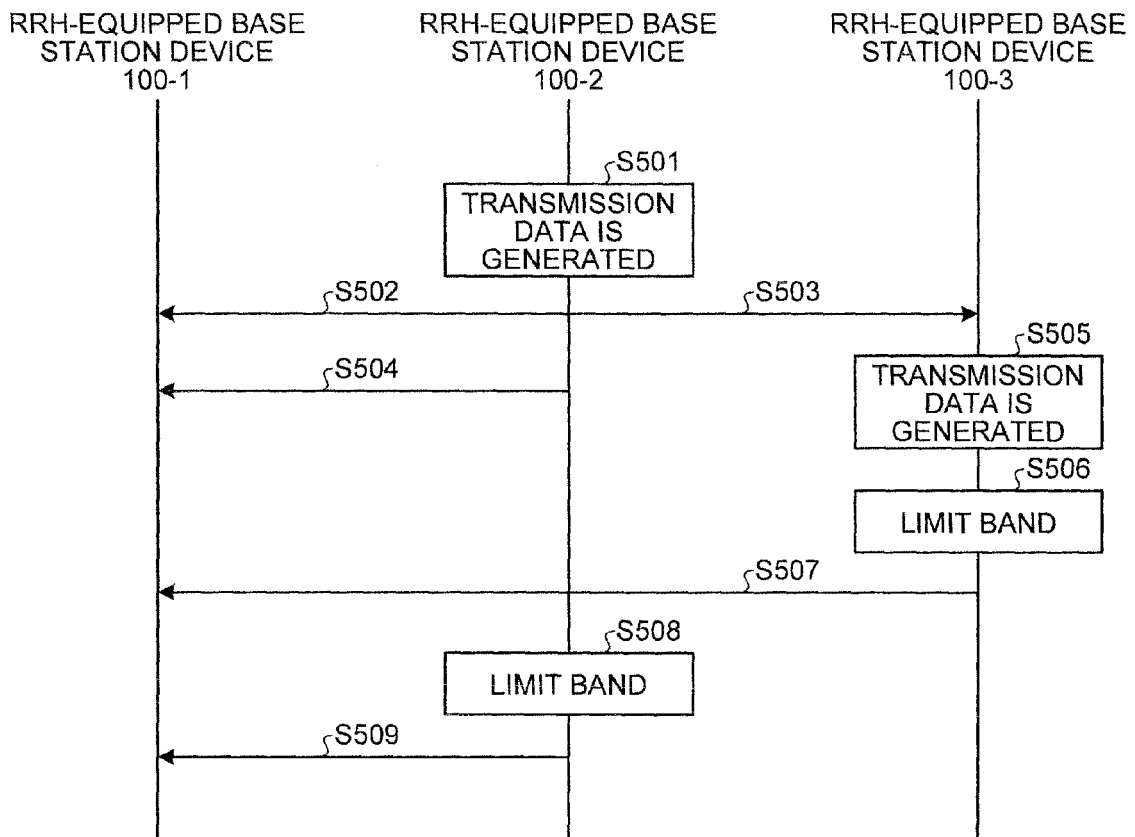 RRH-EQUIPPED BASE
STATION DEVICE
100-1
RRH-EQUIPPED BASE
STATION DEVICE
100-2
RRH-EQUIPPED BASE
STATION DEVICE
100-3
S501
TRANSMISSION
DATA IS
GENERATED
S502
S503
S504
S505
TRANSMISSION
DATA IS
GENERATED
S506
LIMIT BAND
S507
S508
LIMIT BAND
S509